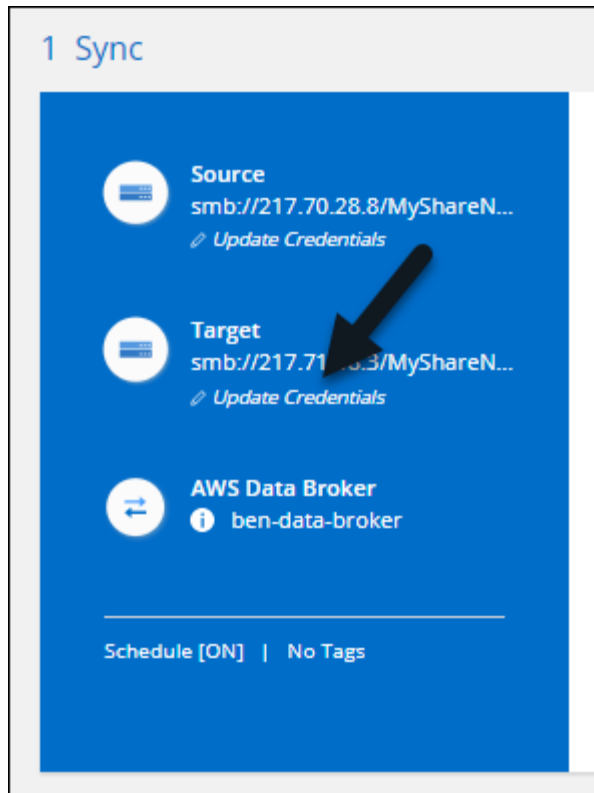 1 Sync
Source
smb://217.70.28.8/MyShareN...
Update Credentials
Target
/MyShareN...
Update Credentials
AWS Data Broker
ben-data-broker
Schedule [ON] | No Tags